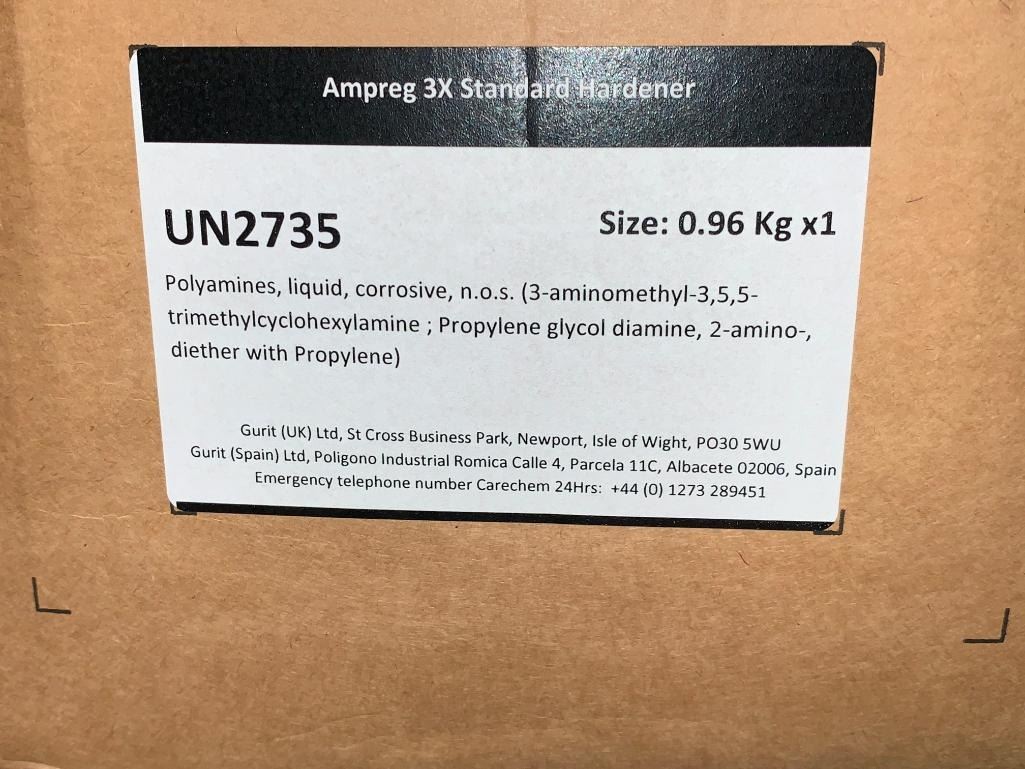 Ampreg 3X Standard Hardener
UN2735
Size: 0.96 Kg x1
Polyamines, liquid, corrosive, n.o.s. (3-aminomethyl-3,5,5-
trimethylcyclohexylamine ; Propylene glycol diamine, 2-amino-,
diether with Propylene)
Gurit (UK) Ltd, St Cross Business Park, Newport, Isle of Wight, PO30 5WU
Gurit (Spain) Ltd, Poligono Industrial Romica Calle 4, Parcela 11C, Albacete 02006, Spain
Emergency telephone number Carechem 24Hrs: +44 (0) 1273 289451